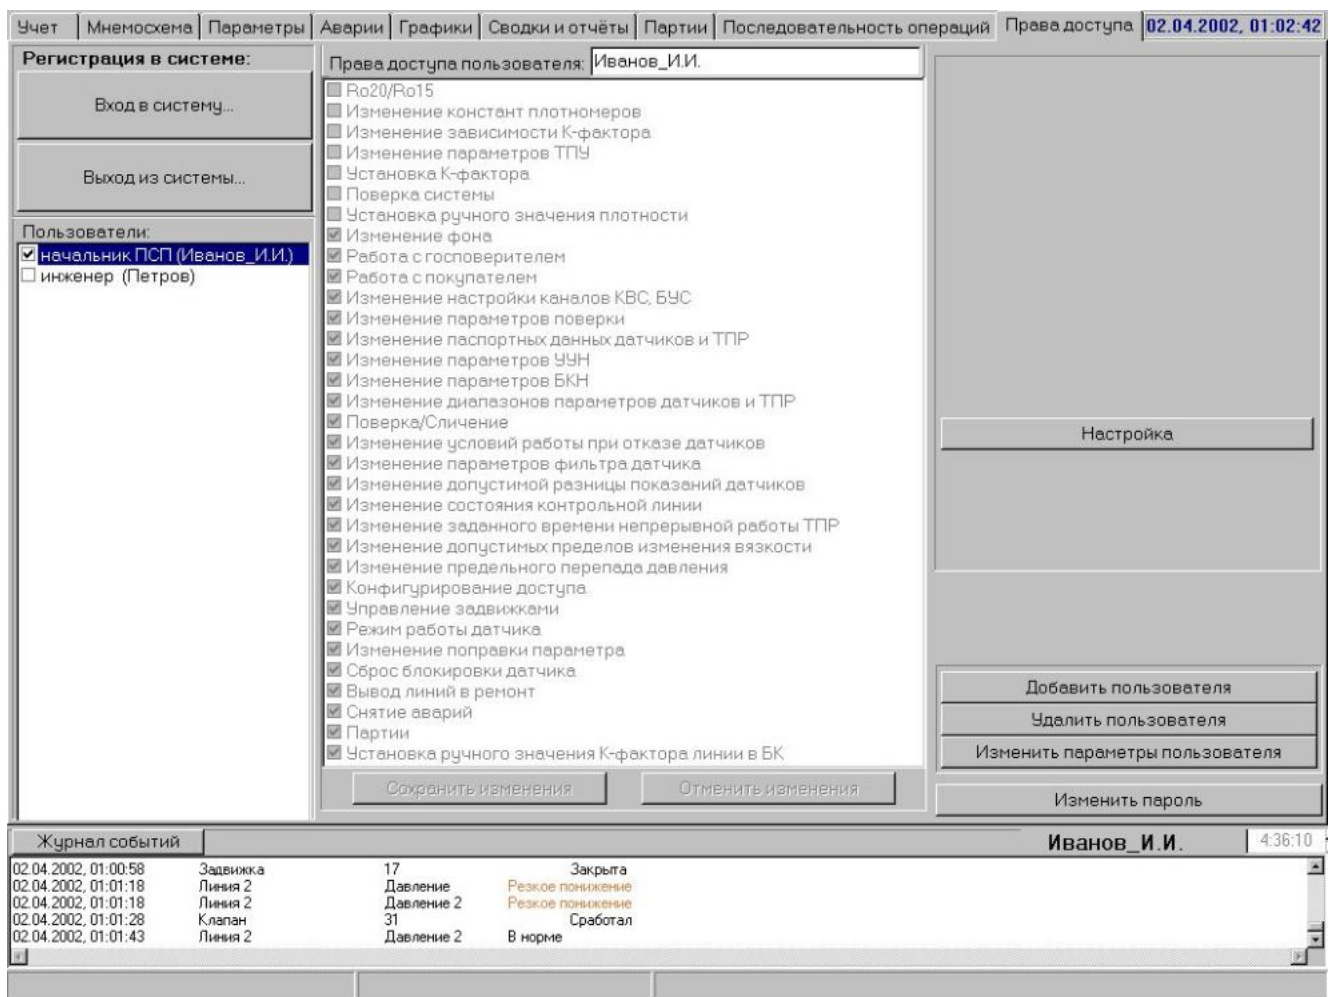 Учет Мнемосхема Параметры Аварии Графики Сводки и отчёты Партии Последовательность операций Права доступа 02.04.2002, 01:02:42
Регистрация в системе:
Вход в систему...
Выход из системы...
Пользователи:
начальник ПСП (Иванов_И.И.)
инженер (Петров)
Права доступа пользователя: Иванов_И.И.
Ro20/Ro15
Изменение констант плотномеров
Изменение зависимости К-фактора
Изменение параметров ТПУ
Установка К-фактора
Поверка системы
Установка ручного значения плотности
Изменение фона
Работа с госповерителем
Работа с покупателем
Изменение настройки каналов КВС, БУС
Изменение параметров поверки
Изменение паспортных данных датчиков и ТПР
Изменение параметров УУН
Изменение параметров БКН
Изменение диапазонов параметров датчиков и ТПР
Поверка/Сличение
Изменение условий работы при отказе датчиков
Изменение параметров фильтра датчика
Изменение допустимой разницы показаний датчиков
Изменение состояния контрольной линии
Изменение заданного времени непрерывной работы ТПР
Изменение допустимых пределов изменения вязкости
Изменение предельного перепада давления
Конфигурирование доступа
Управление задвижками
Режим работы датчика
Изменение поправки параметра
Сброс блокировки датчика
Вывод линий в ремонт
Снятие аварий
Партии
Установка ручного значения К-фактора линии в БК
Сохранить изменения Отменить изменения
Настройка
Добавить пользователя
Удалить пользователя
Изменить параметры пользователя
Изменить пароль
Журнал событий Иванов_И.И. 4:36:10
02.04.2002, 01:00:58 Задвижка 17 Закрыта
02.04.2002, 01:01:18 Линия 2 Давление Резкое понижение
02.04.2002, 01:01:18 Линия 2 Давление 2 Резкое понижение
02.04.2002, 01:01:28 Клапан 31 Сработал
02.04.2002, 01:01:43 Линия 2 Давление 2 В норме